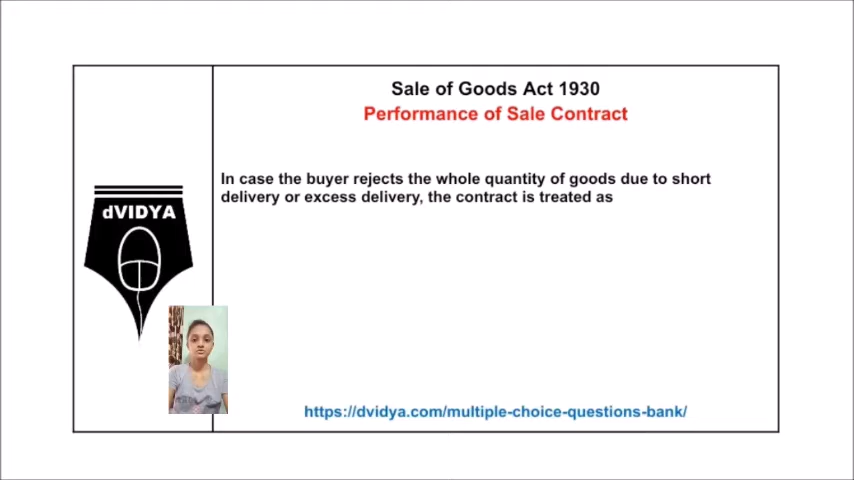 Sale of Goods Act 1930
Performance of Sale Contract
In case the buyer rejects the whole quantity of goods due to short
delivery or excess delivery, the contract is treated as
dVIDYA
https://dvidya.com/multiple-choice-questions-bank/